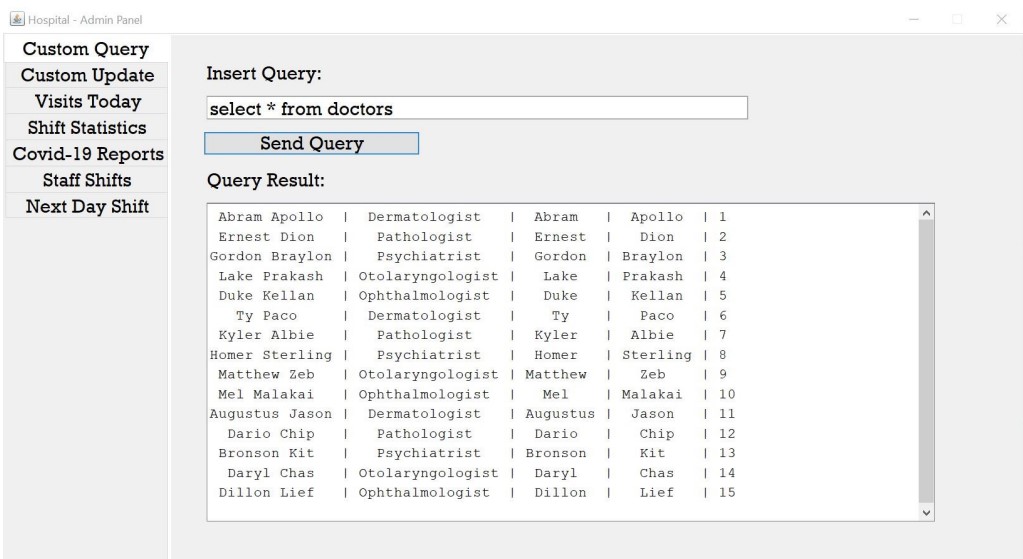 Hospital - Admin Panel
Custom Query
Custom Update
Visits Today
Shift Statistics
Covid-19 Reports
Staff Shifts
Next Day Shift
Insert Query:
select * from doctors
Send Query
Query Result:
Abram Apollo | Dermatologist | Abram | Apollo | 1
Ernest Dion | Pathologist | Ernest | Dion | 2
Gordon Braylon | Psychiatrist | Gordon | Braylon | 3
Lake Prakash | Otolaryngologist | Lake | Prakash | 4
Duke Kellan | Ophthalmologist | Duke | Kellan | 5
Ty Paco | Dermatologist | Ty | Paco | 6
Kyler Albie | Pathologist | Kyler | Albie | 7
Homer Sterling | Psychiatrist | Homer | Sterling | 8
Matthew Zeb | Otolaryngologist | Matthew | Zeb | 9
Mel Malakai | Ophthalmologist | Mel | Malakai | 10
Augustus Jason | Dermatologist | Augustus | Jason | 11
Dario Chip | Pathologist | Dario | Chip | 12
Bronson Kit | Psychiatrist | Bronson | Kit | 13
Daryl Chas | Otolaryngologist | Daryl | Chas | 14
Dillon Lief | Ophthalmologist | Dillon | Lief | 15